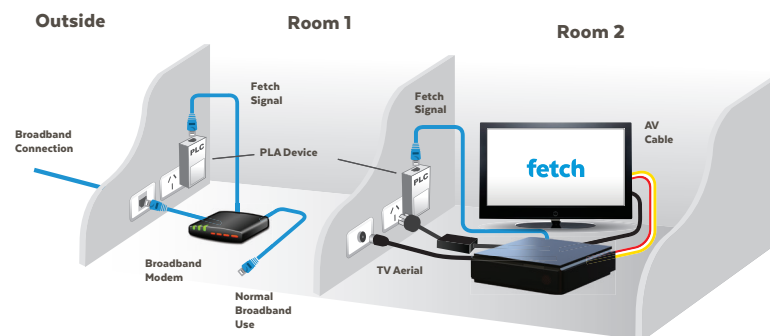 Outside
Room 1
Room 2
Fetch
Signal
Fetch
Signal
AV
Cable
Broadband
Connection
PLC
PLA Device
PLC
fetch
Broadband
Modem
TV Aerial
Normal
Broadband
Use